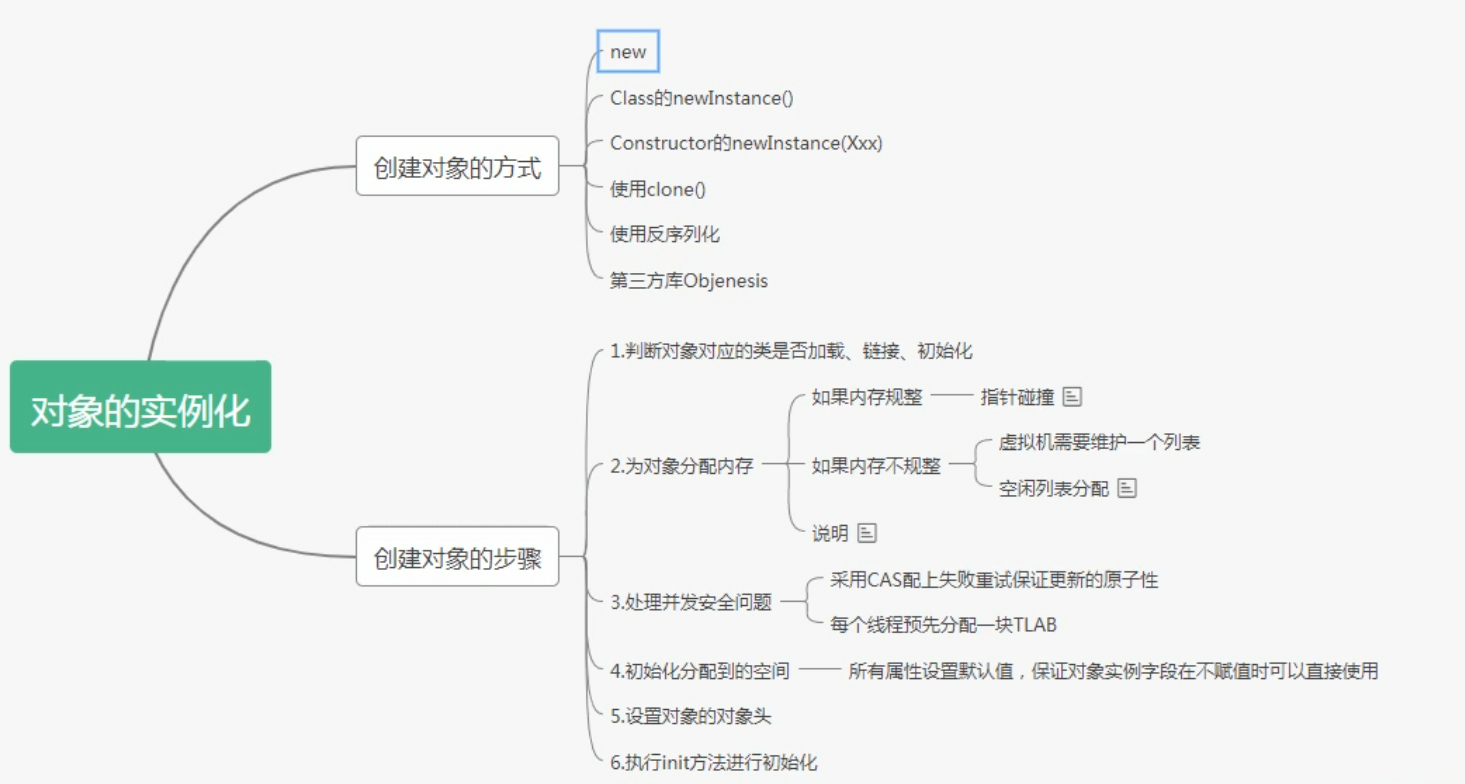 对象的实例化
创建对象的方式
new
Class的newInstance()
Constructor的newInstance(Xxx)
使用clone()
使用反序列化
第三方库Objenesis
创建对象的步骤
1.判断对象对应的类是否加载、链接、初始化
2.为对象分配内存
如果内存规整
指针碰撞
如果内存不规整
虚拟机需要维护一个列表
空闲列表分配
说明
3.处理并发安全问题
采用CAS配上失败重试保证更新的原子性
每个线程预先分配一块TLAB
4.初始化分配到的空间
所有属性设置默认值，保证对象实例字段在不赋值时可以直接使用
5.设置对象的对象头
6.执行init方法进行初始化